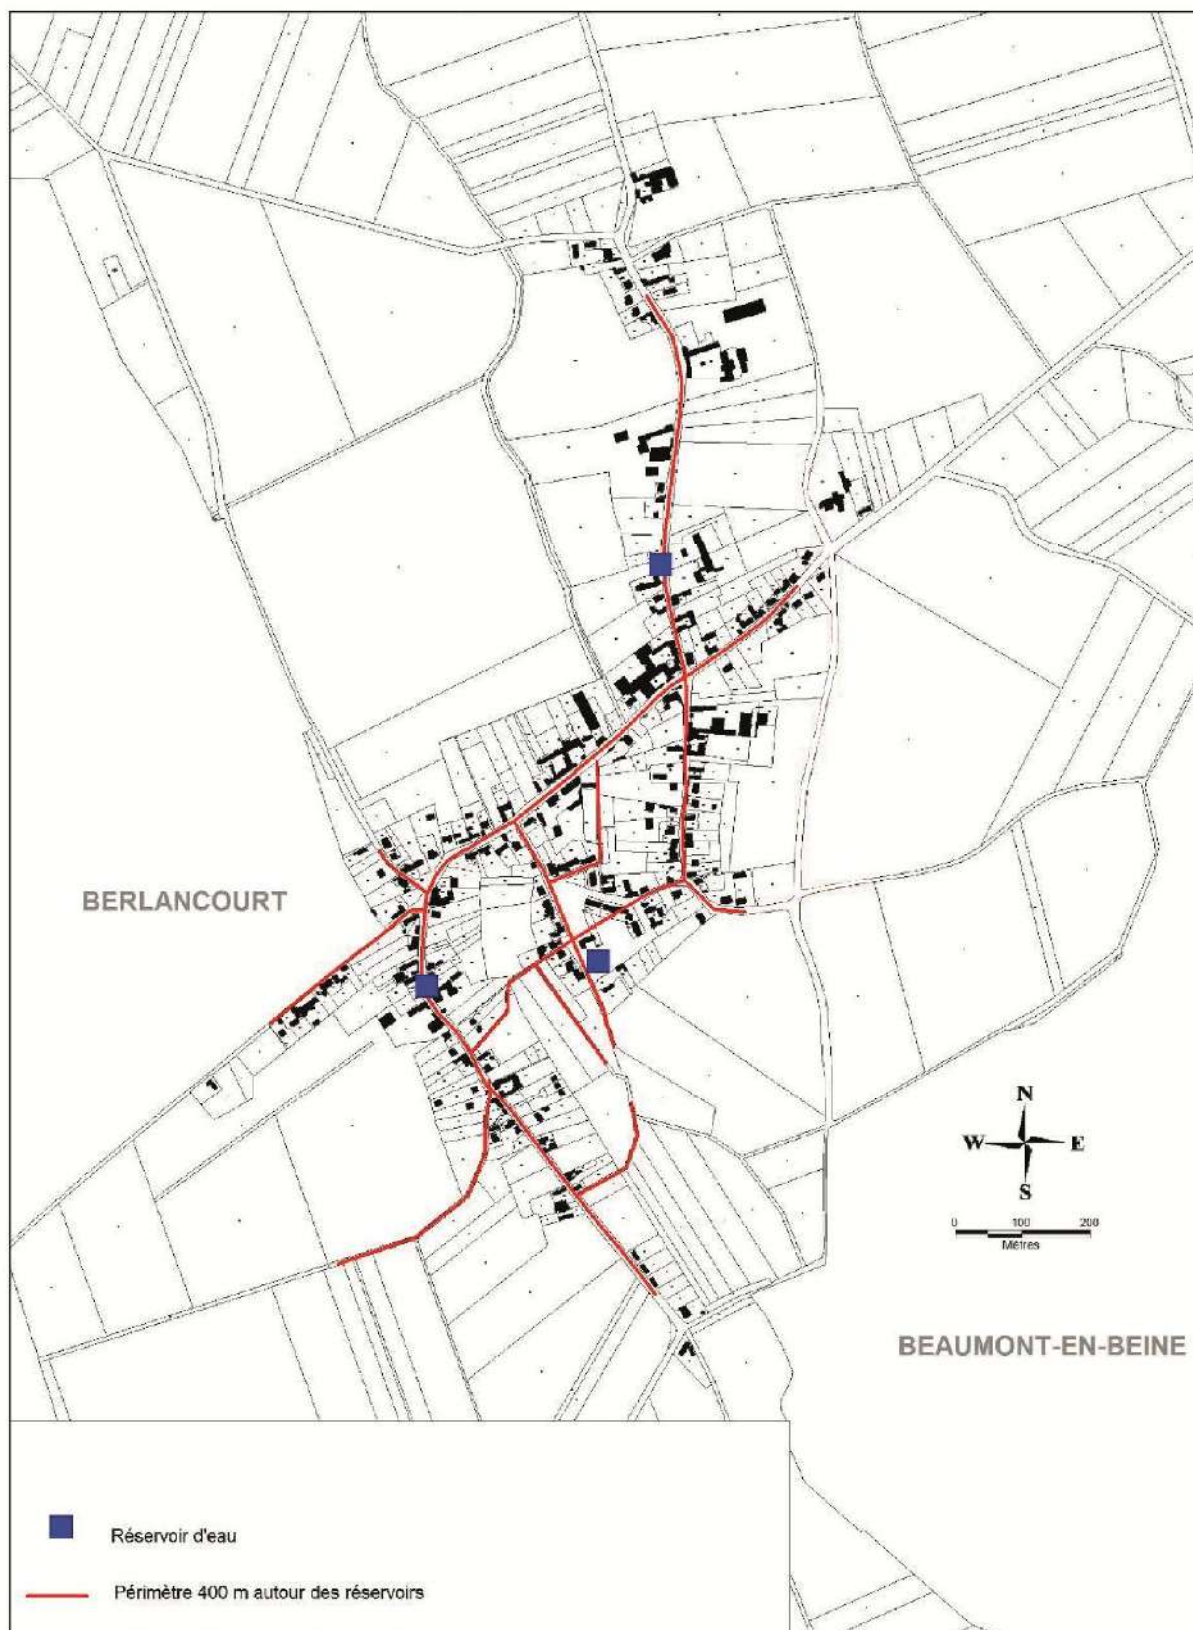 BERLANCOURT
N
W E
S
0 100 200
Mètres
BEAUMONT-EN-BEINE
Réservoir d'eau
Périmètre 400 m autour des réservoirs